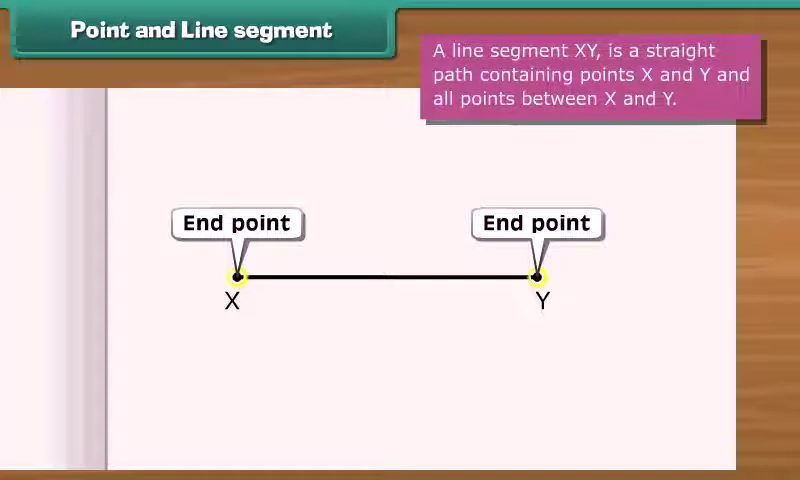 Point and Line segment
A line segment XY, is a straight
path containing points X and Y and
all points between X and Y.
End point
End point
X
Y